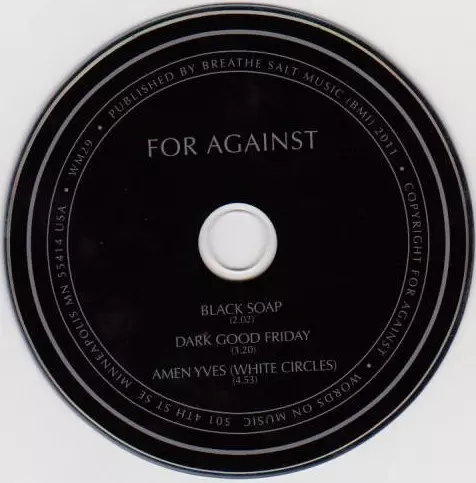 • PUBLISHED BY BREATHE SALT MUSIC (BMI) 2011 • COPYRIGHT FOR AGAINST • WORDS ON MUSIC 501 4TH ST SE MINNEAPOLIS MN 55414 USA • WM29
FOR AGAINST
BLACK SOAP
(2.02)
DARK GOOD FRIDAY
(3.20)
AMEN YVES (WHITE CIRCLES)
(4.53)